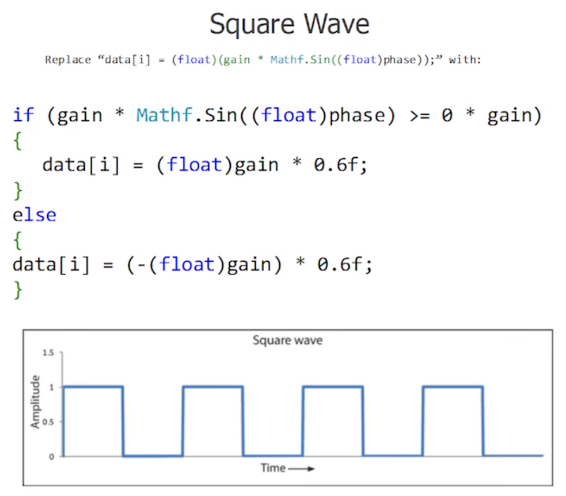 Square Wave
Replace “data[i] = (float)(gain * Mathf.Sin((float)phase));” with:
if (gain * Mathf.Sin((float)phase) >= 0 * gain)
{
data[i] = (float)gain * 0.6f;
}
else
{
data[i] = (-(float)gain) * 0.6f;
}
Square wave
1.5
1
0.5
0
Amplitude
Time